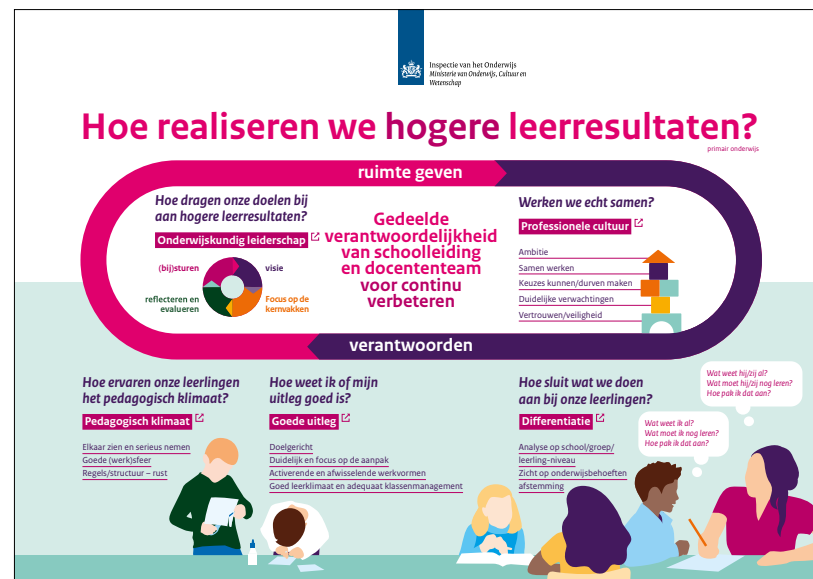 Inspectie van het Onderwijs
Ministerie van Onderwijs, Cultuur en
Wetenschap
Hoe realiseren we hogere leerresultaten?
primair onderwijs
ruimte geven
Hoe dragen onze doelen bij
aan hogere leerresultaten?
Onderwijskundig leiderschap
(bij)sturen
visie
reflecteren en
evalueren
Focus op de
kernvakken
Gedeelde
verantwoordelijkheid
van schoolleiding
en docententeam
voor continu
verbeteren
Werken we echt samen?
Professionele cultuur
Ambitie
Samen werken
Keuzes kunnen/durven maken
Duidelijke verwachtingen
Vertrouwen/veiligheid
verantwoorden
Hoe ervaren onze leerlingen
het pedagogisch klimaat?
Pedagogisch klimaat
Elkaar zien en serieus nemen
Goede (werk)sfeer
Regels/structuur – rust
Hoe weet ik of mijn
uitleg goed is?
Goede uitleg
Doelgericht
Duidelijk en focus op de aanpak
Activerende en afwisselende werkvormen
Goed leerklimaat en adequaat klassenmanagement
Hoe sluit wat we doen
aan bij onze leerlingen?
Differentiatie
Analyse op school/groep/
leerling-niveau
Zicht op onderwijsbehoeften
afstemming
Wat weet hij/zij al?
Wat moet hij/zij nog leren?
Hoe pak ik dat aan?
Wat weet ik al?
Wat moet ik nog leren?
Hoe pak ik dat aan?